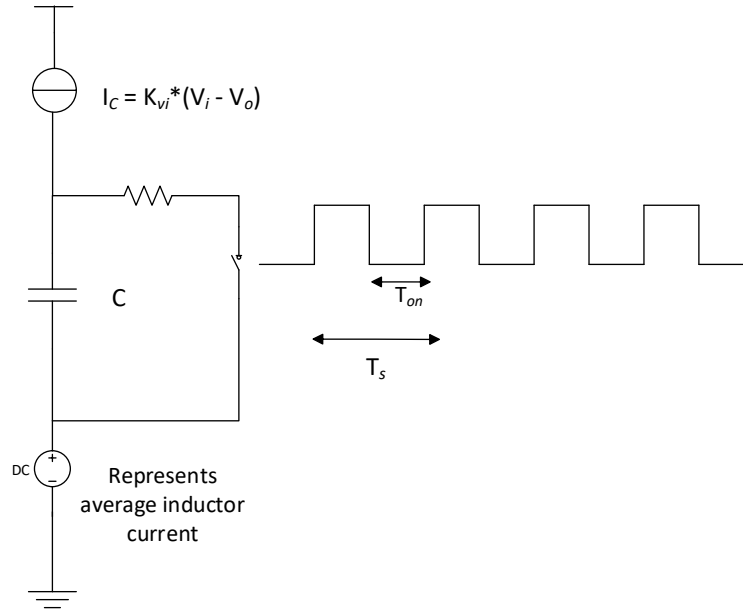 I_C = K_vi*(V_i - V_o)
C
T_on
T_s
DC
+
−
Represents
average inductor
current